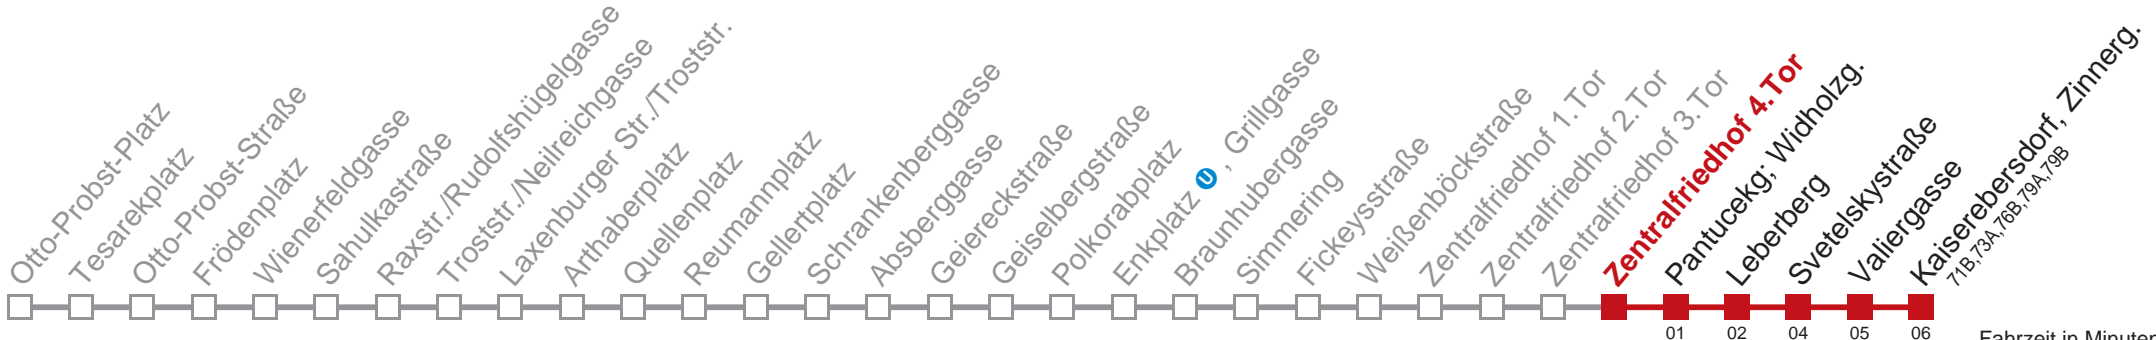 Otto-Probst-Platz
Tesarekplatz
Otto-Probst-Straße
Frödenplatz
Wienerfeldgasse
Sahulkastraße
Raxstr./Rudolfshügelgasse
Troststr./Neilreichgasse
Laxenburger Str./Troststr.
Arthaberplatz
Quellenplatz
Reumannplatz
Gellertplatz
Schrankenberggasse
Absberggasse
Geiereckstraße
Geiselbergstraße
Polkorabplatz
Enkplatz U , Grillgasse
Braunhubergasse
Simmering
Fickeysstraße
Weißenböckstraße
Zentralfriedhof 1.Tor
Zentralfriedhof 2.Tor
Zentralfriedhof 3.Tor
Zentralfriedhof 4.Tor
Pantucekg; Widholzg.
Leberberg
Svetelskystraße
Valiergasse
Kaiserebersdorf, Zinnerg.
71B,73A,76B,79A,79B
01 02 04 05 06
Fahrzeit in Minuten